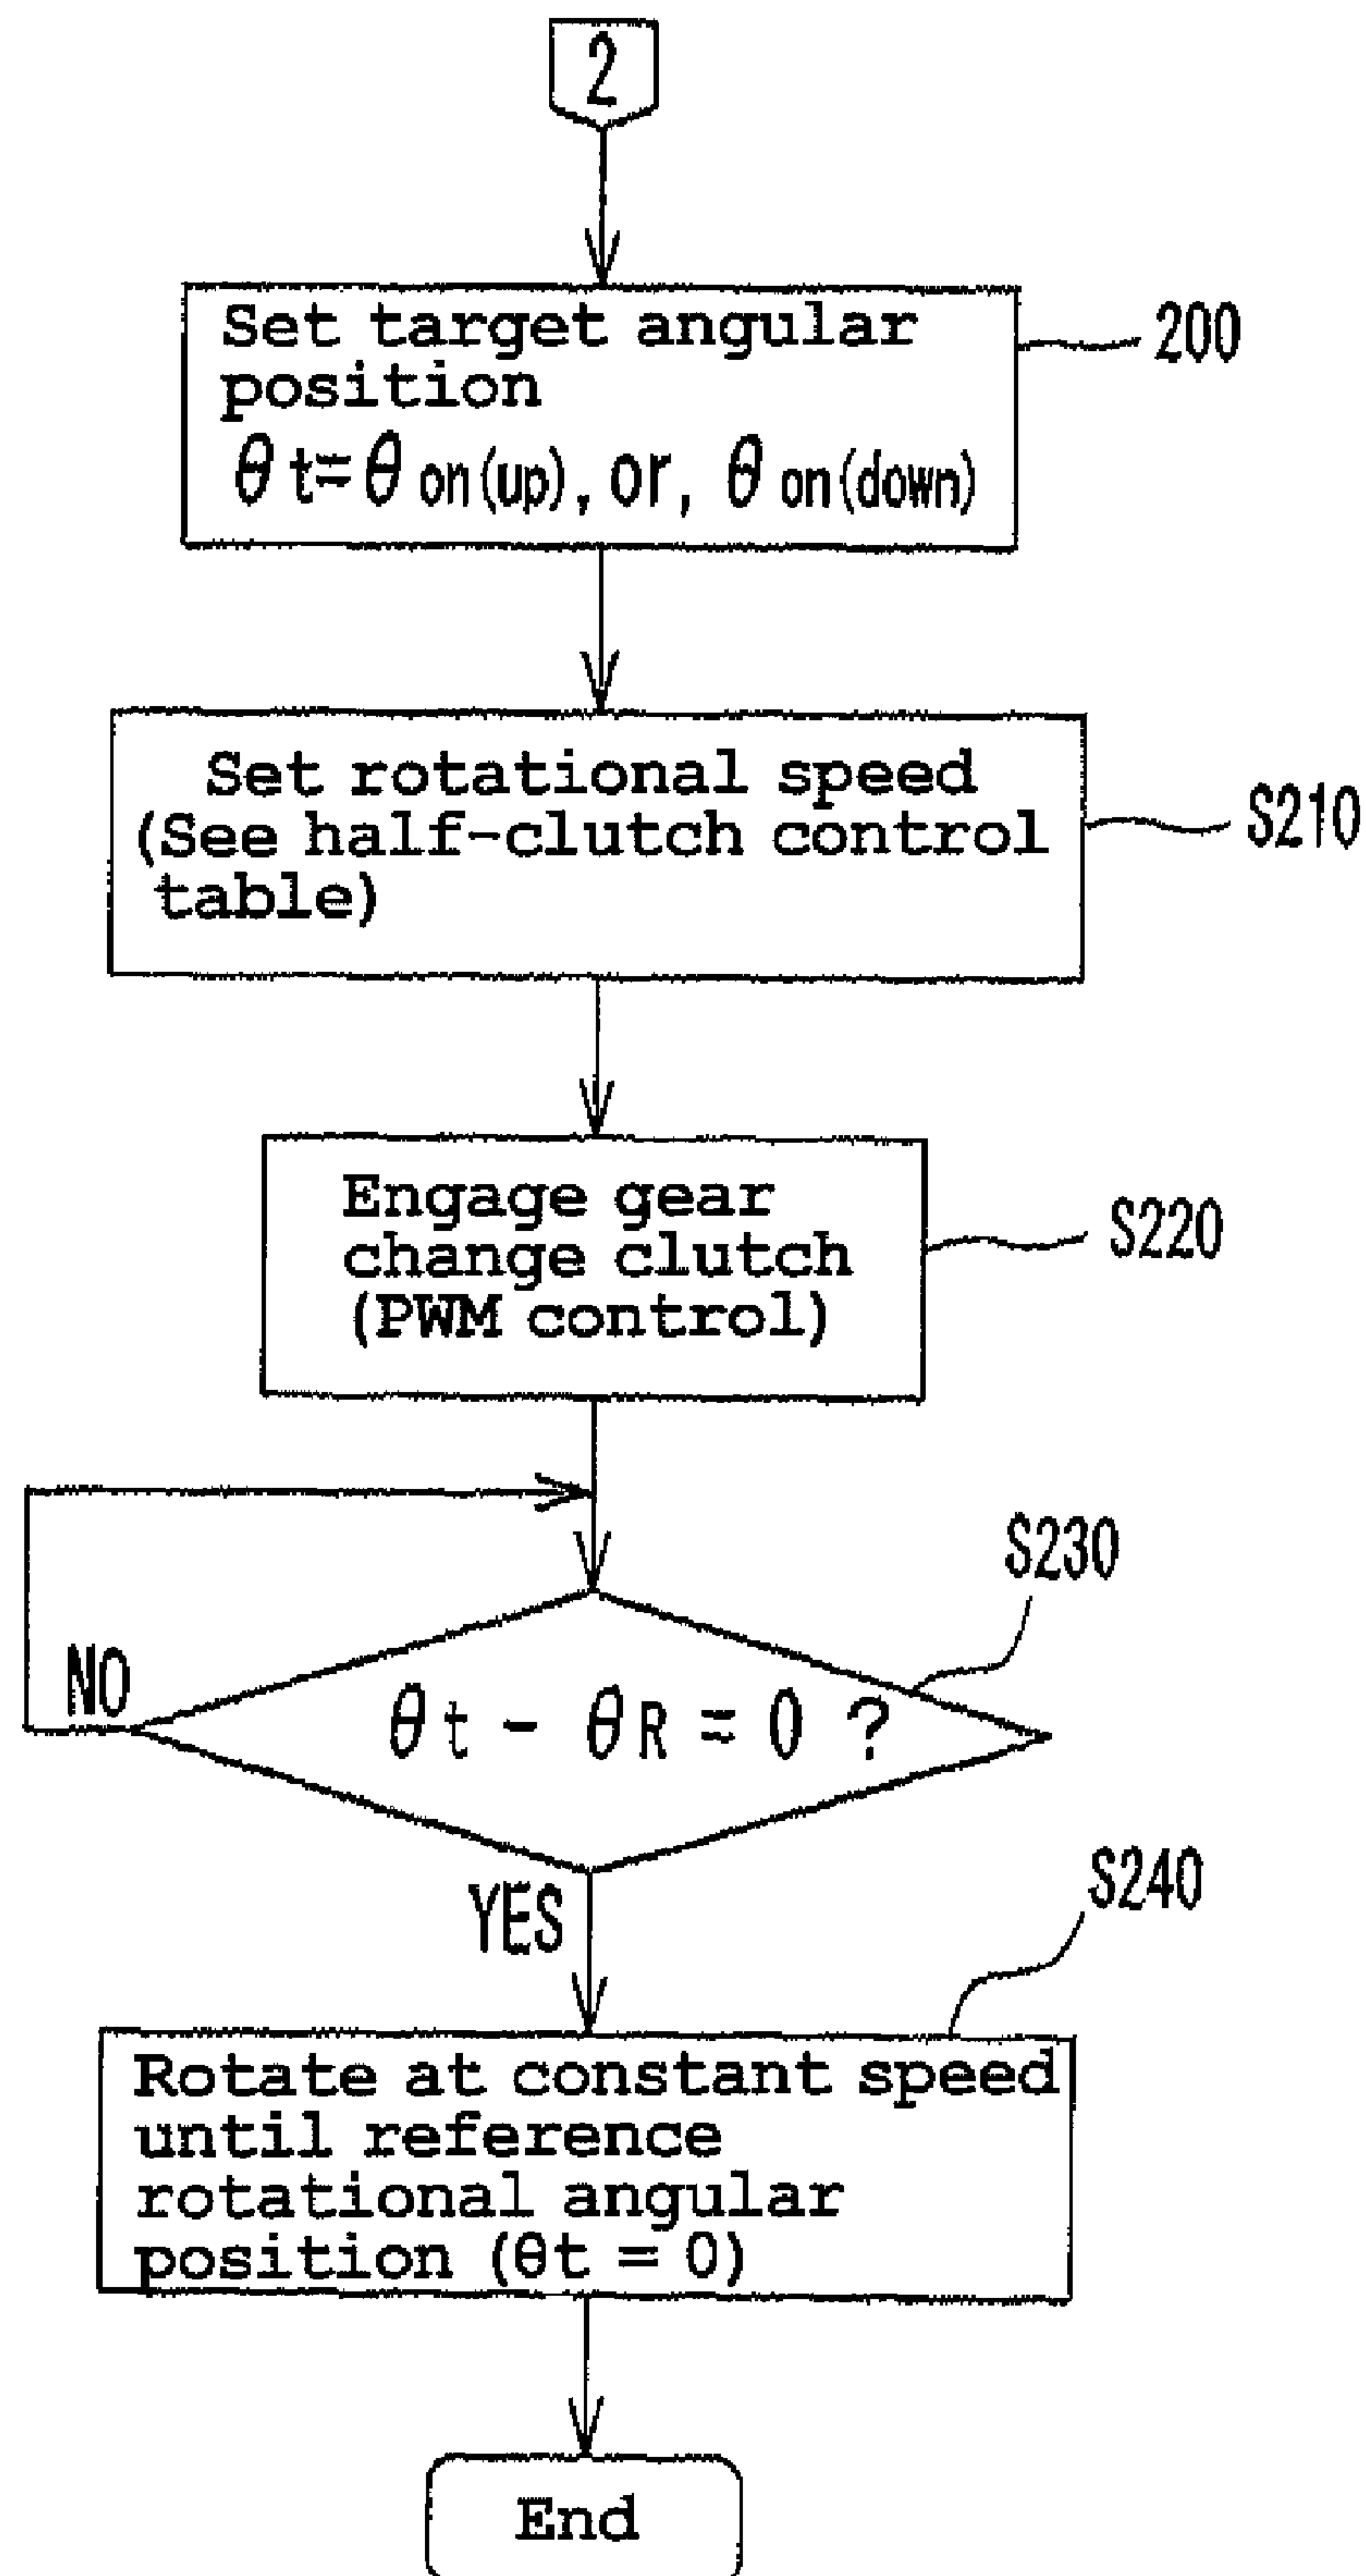 2
Set target angular
position
θt=θon(up), or, θon(down)
200
Set rotational speed
(See half-clutch control
table)
S210
Engage gear
change clutch
(PWM control)
S220
S230
NO
θt - θR = 0 ?
YES
S240
Rotate at constant speed
until reference
rotational angular
position (θt = 0)
End